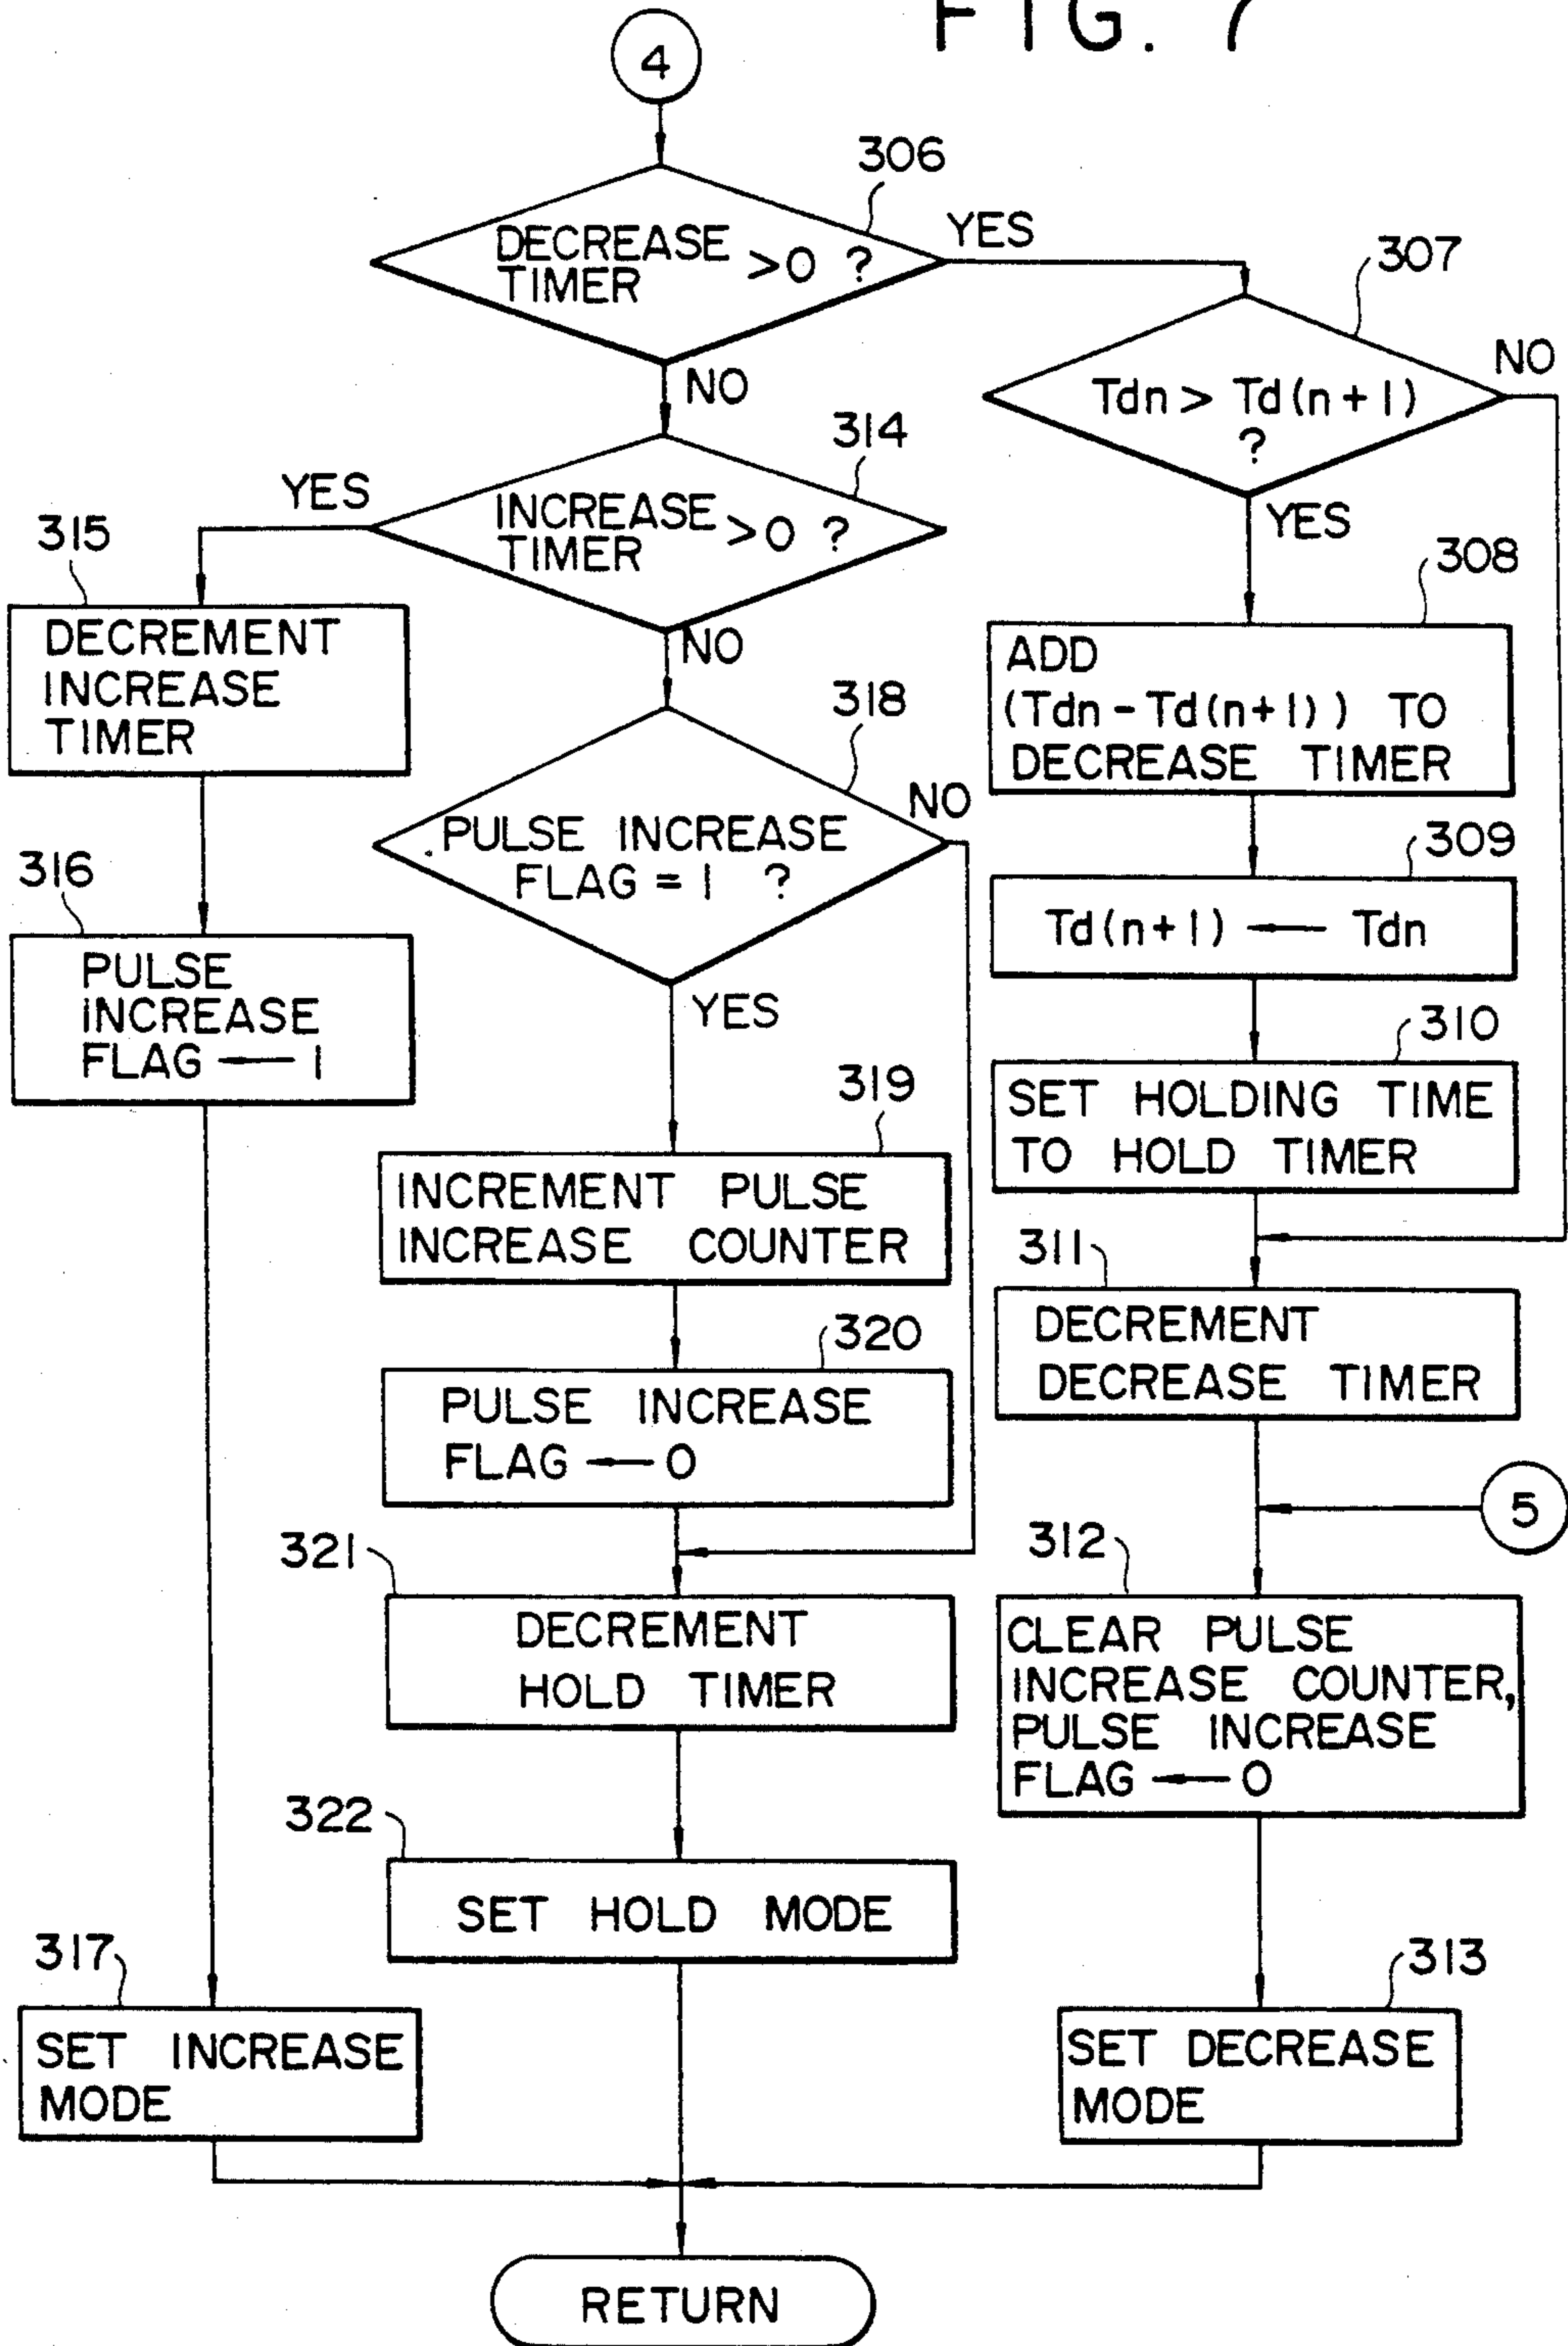 FIG. 7
4
306
DECREASE
TIMER >0 ?
YES
NO
307
Tdn > Td(n+1)
?
NO
YES
314
INCREASE
TIMER >0 ?
YES
NO
315
DECREMENT
INCREASE
TIMER
308
ADD
(Tdn - Td(n+1)) TO
DECREASE TIMER
318
PULSE INCREASE
FLAG = 1 ?
NO
YES
316
PULSE
INCREASE
FLAG ← 1
309
Td(n+1) ← Tdn
310
SET HOLDING TIME
TO HOLD TIMER
319
INCREMENT PULSE
INCREASE COUNTER
311
DECREMENT
DECREASE TIMER
320
PULSE INCREASE
FLAG ← 0
5
321
DECREMENT
HOLD TIMER
312
CLEAR PULSE
INCREASE COUNTER,
PULSE INCREASE
FLAG ← 0
322
SET HOLD MODE
317
SET INCREASE
MODE
313
SET DECREASE
MODE
RETURN